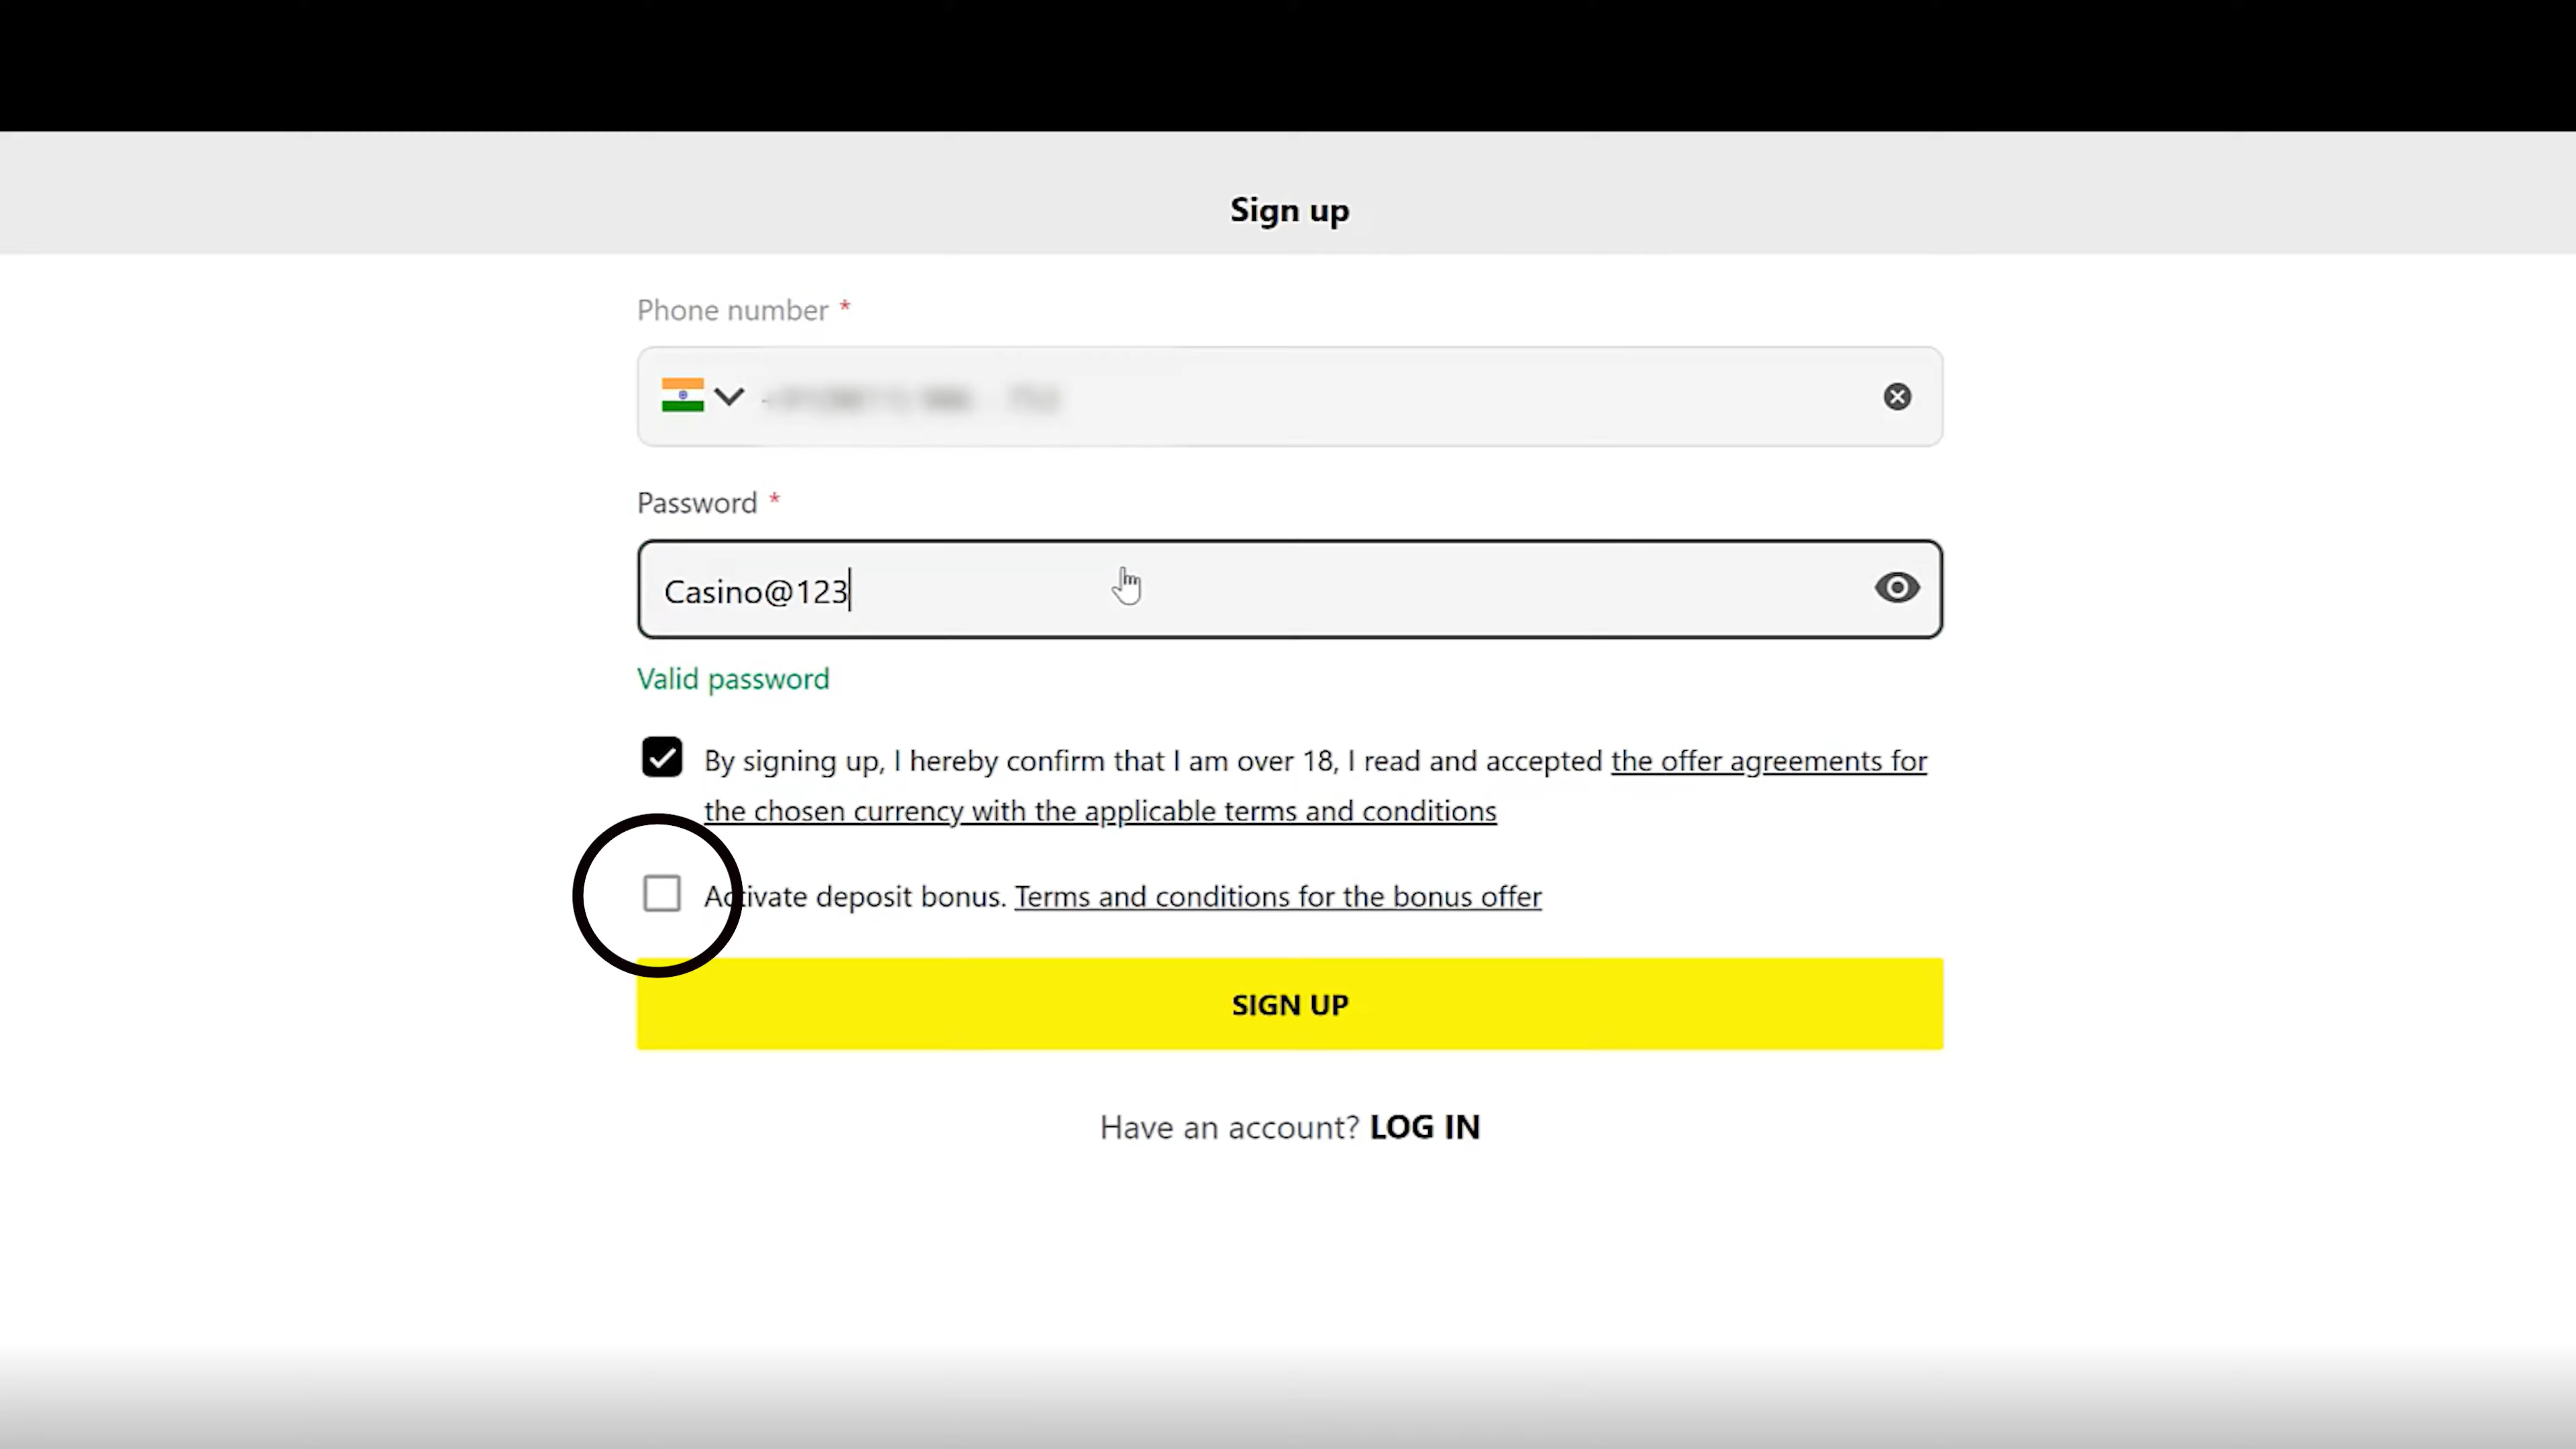 Sign up
Phone number *
Password *
Casino@123
Valid password
By signing up, I hereby confirm that I am over 18, I read and accepted the offer agreements for
the chosen currency with the applicable terms and conditions
Activate deposit bonus. Terms and conditions for the bonus offer
SIGN UP
Have an account? LOG IN